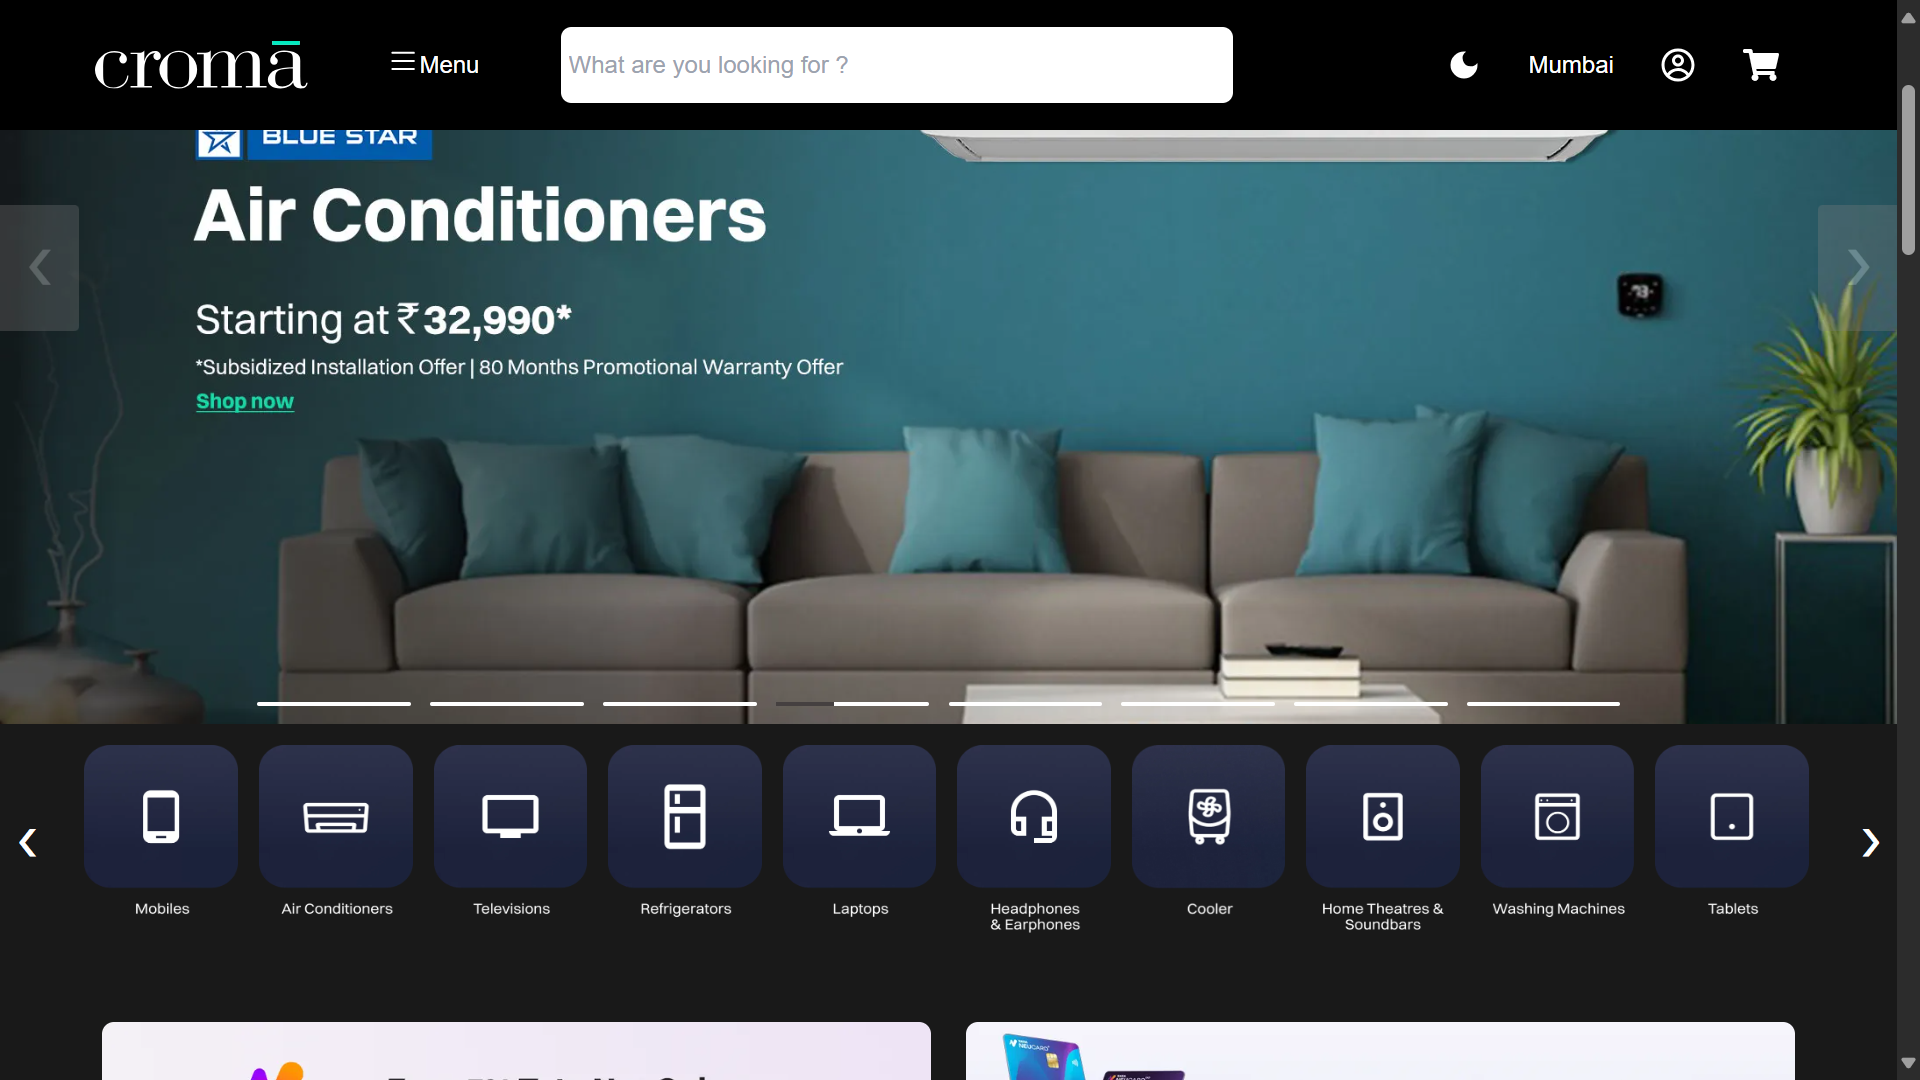 cromā
Menu
What are you looking for ?
Mumbai
BLUE STAR
Air Conditioners
Starting at ₹32,990*
*Subsidized Installation Offer | 80 Months Promotional Warranty Offer
Shop now
Mobiles
Air Conditioners
Televisions
Refrigerators
Laptops
Headphones
& Earphones
Cooler
Home Theatres &
Soundbars
Washing Machines
Tablets